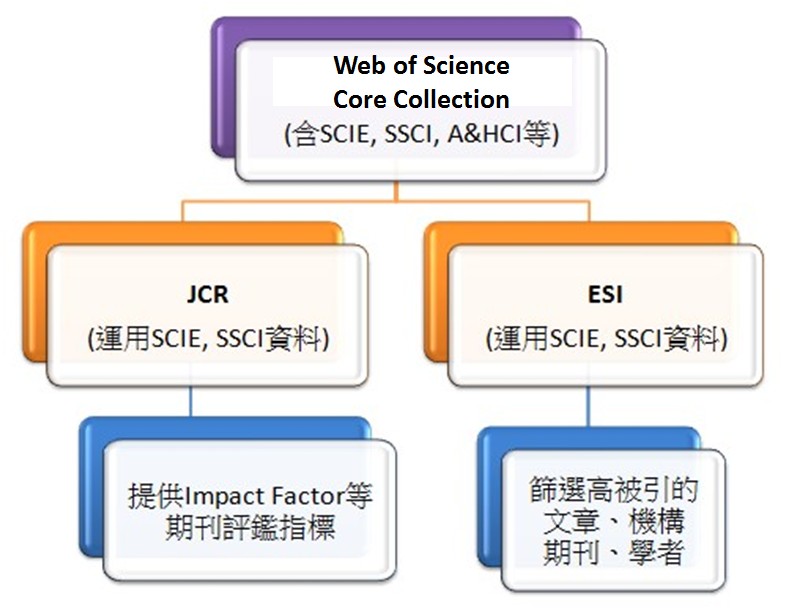 Web of Science
Core Collection
(含SCIE, SSCI, A&HCI等)
JCR
(運用SCIE, SSCI資料)
ESI
(運用SCIE, SSCI資料)
提供Impact Factor等
期刊評鑑指標
篩選高被引的
文章、機構
期刊、學者